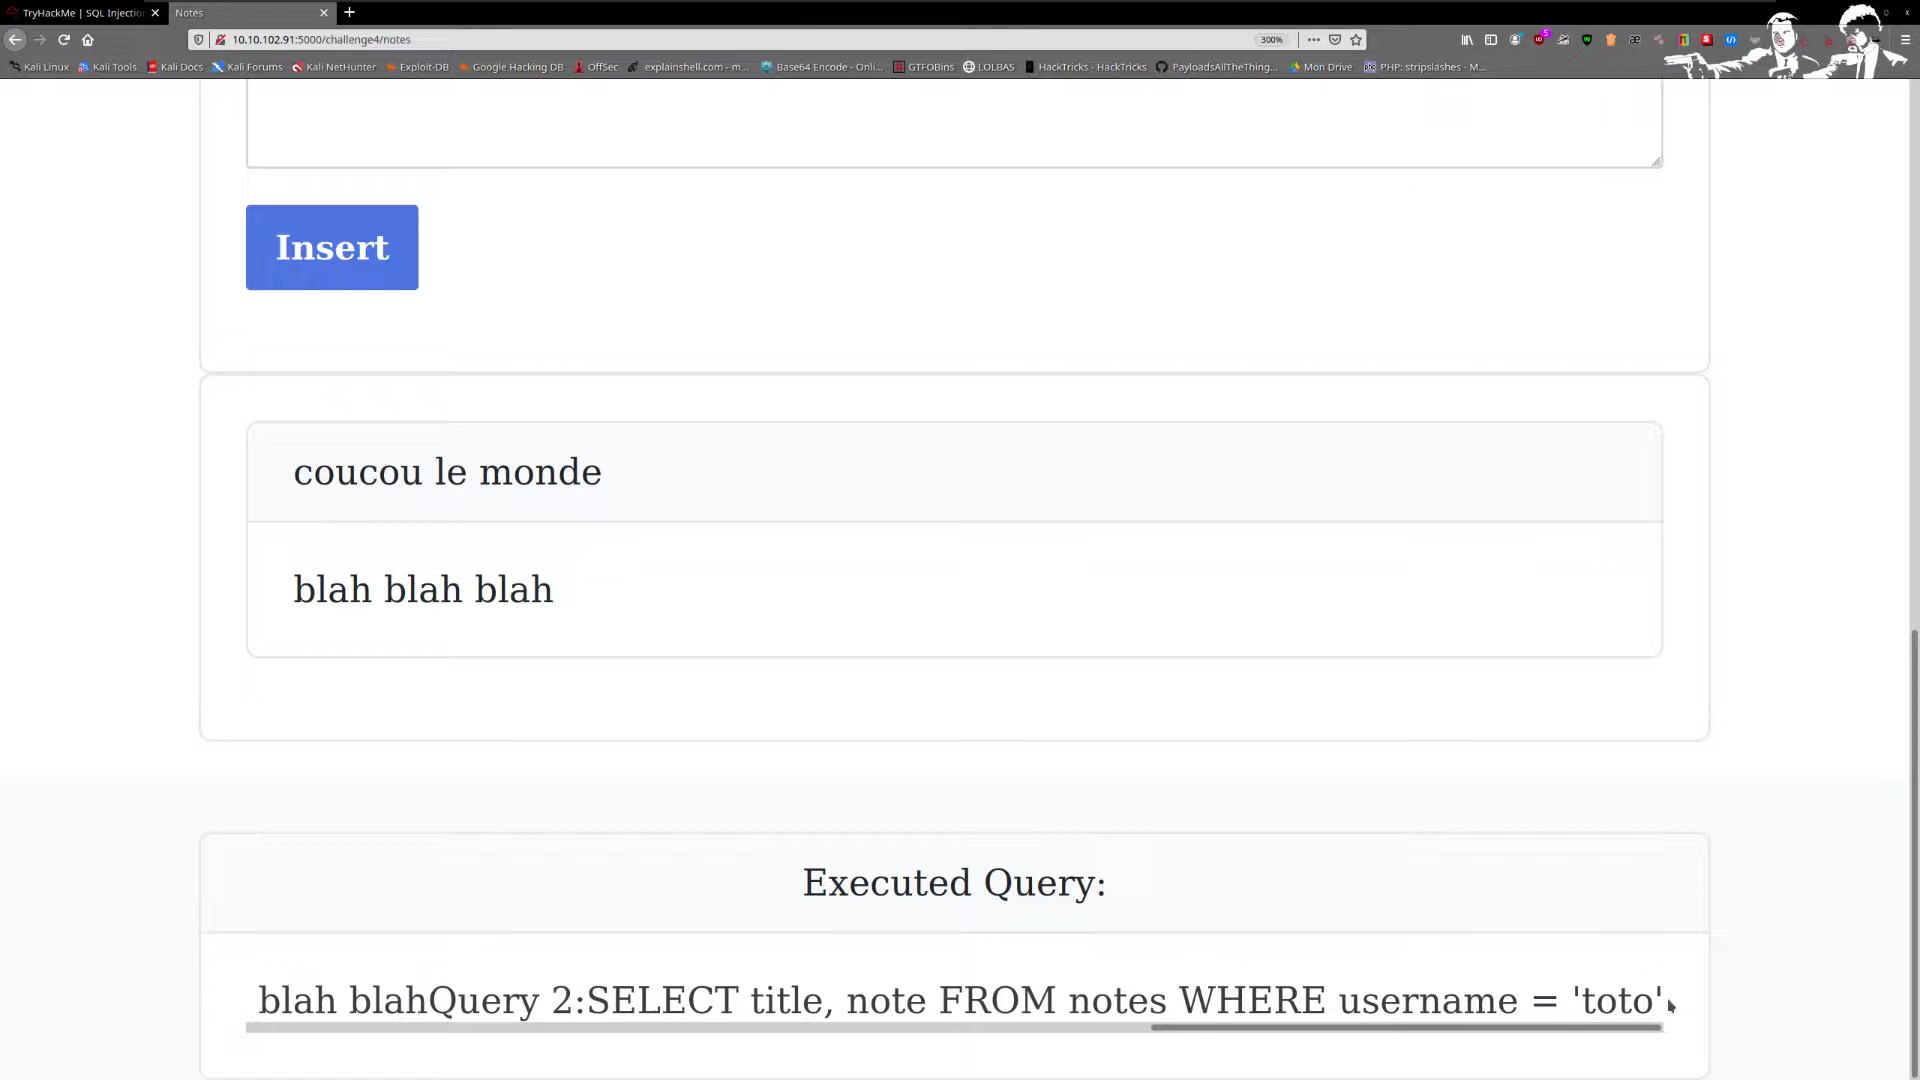 TryHackMe | SQL Injectio
Notes
10.10.102.91:5000/challenge4/notes
300%
5
Kali Linux
Kali Tools
Kali Docs
Kali Forums
Kali NetHunter
Exploit-DB
Google Hacking DB
OffSec
explainshell.com - m...
Base64 Encode - Onli...
GTFOBins
LOLBAS
HackTricks - HackTricks
PayloadsAllTheThing...
Mon Drive
PHP: stripslashes - M...
Insert
coucou le monde
blah blah blah
Executed Query:
blah blahQuery 2:SELECT title, note FROM notes WHERE username = 'toto'